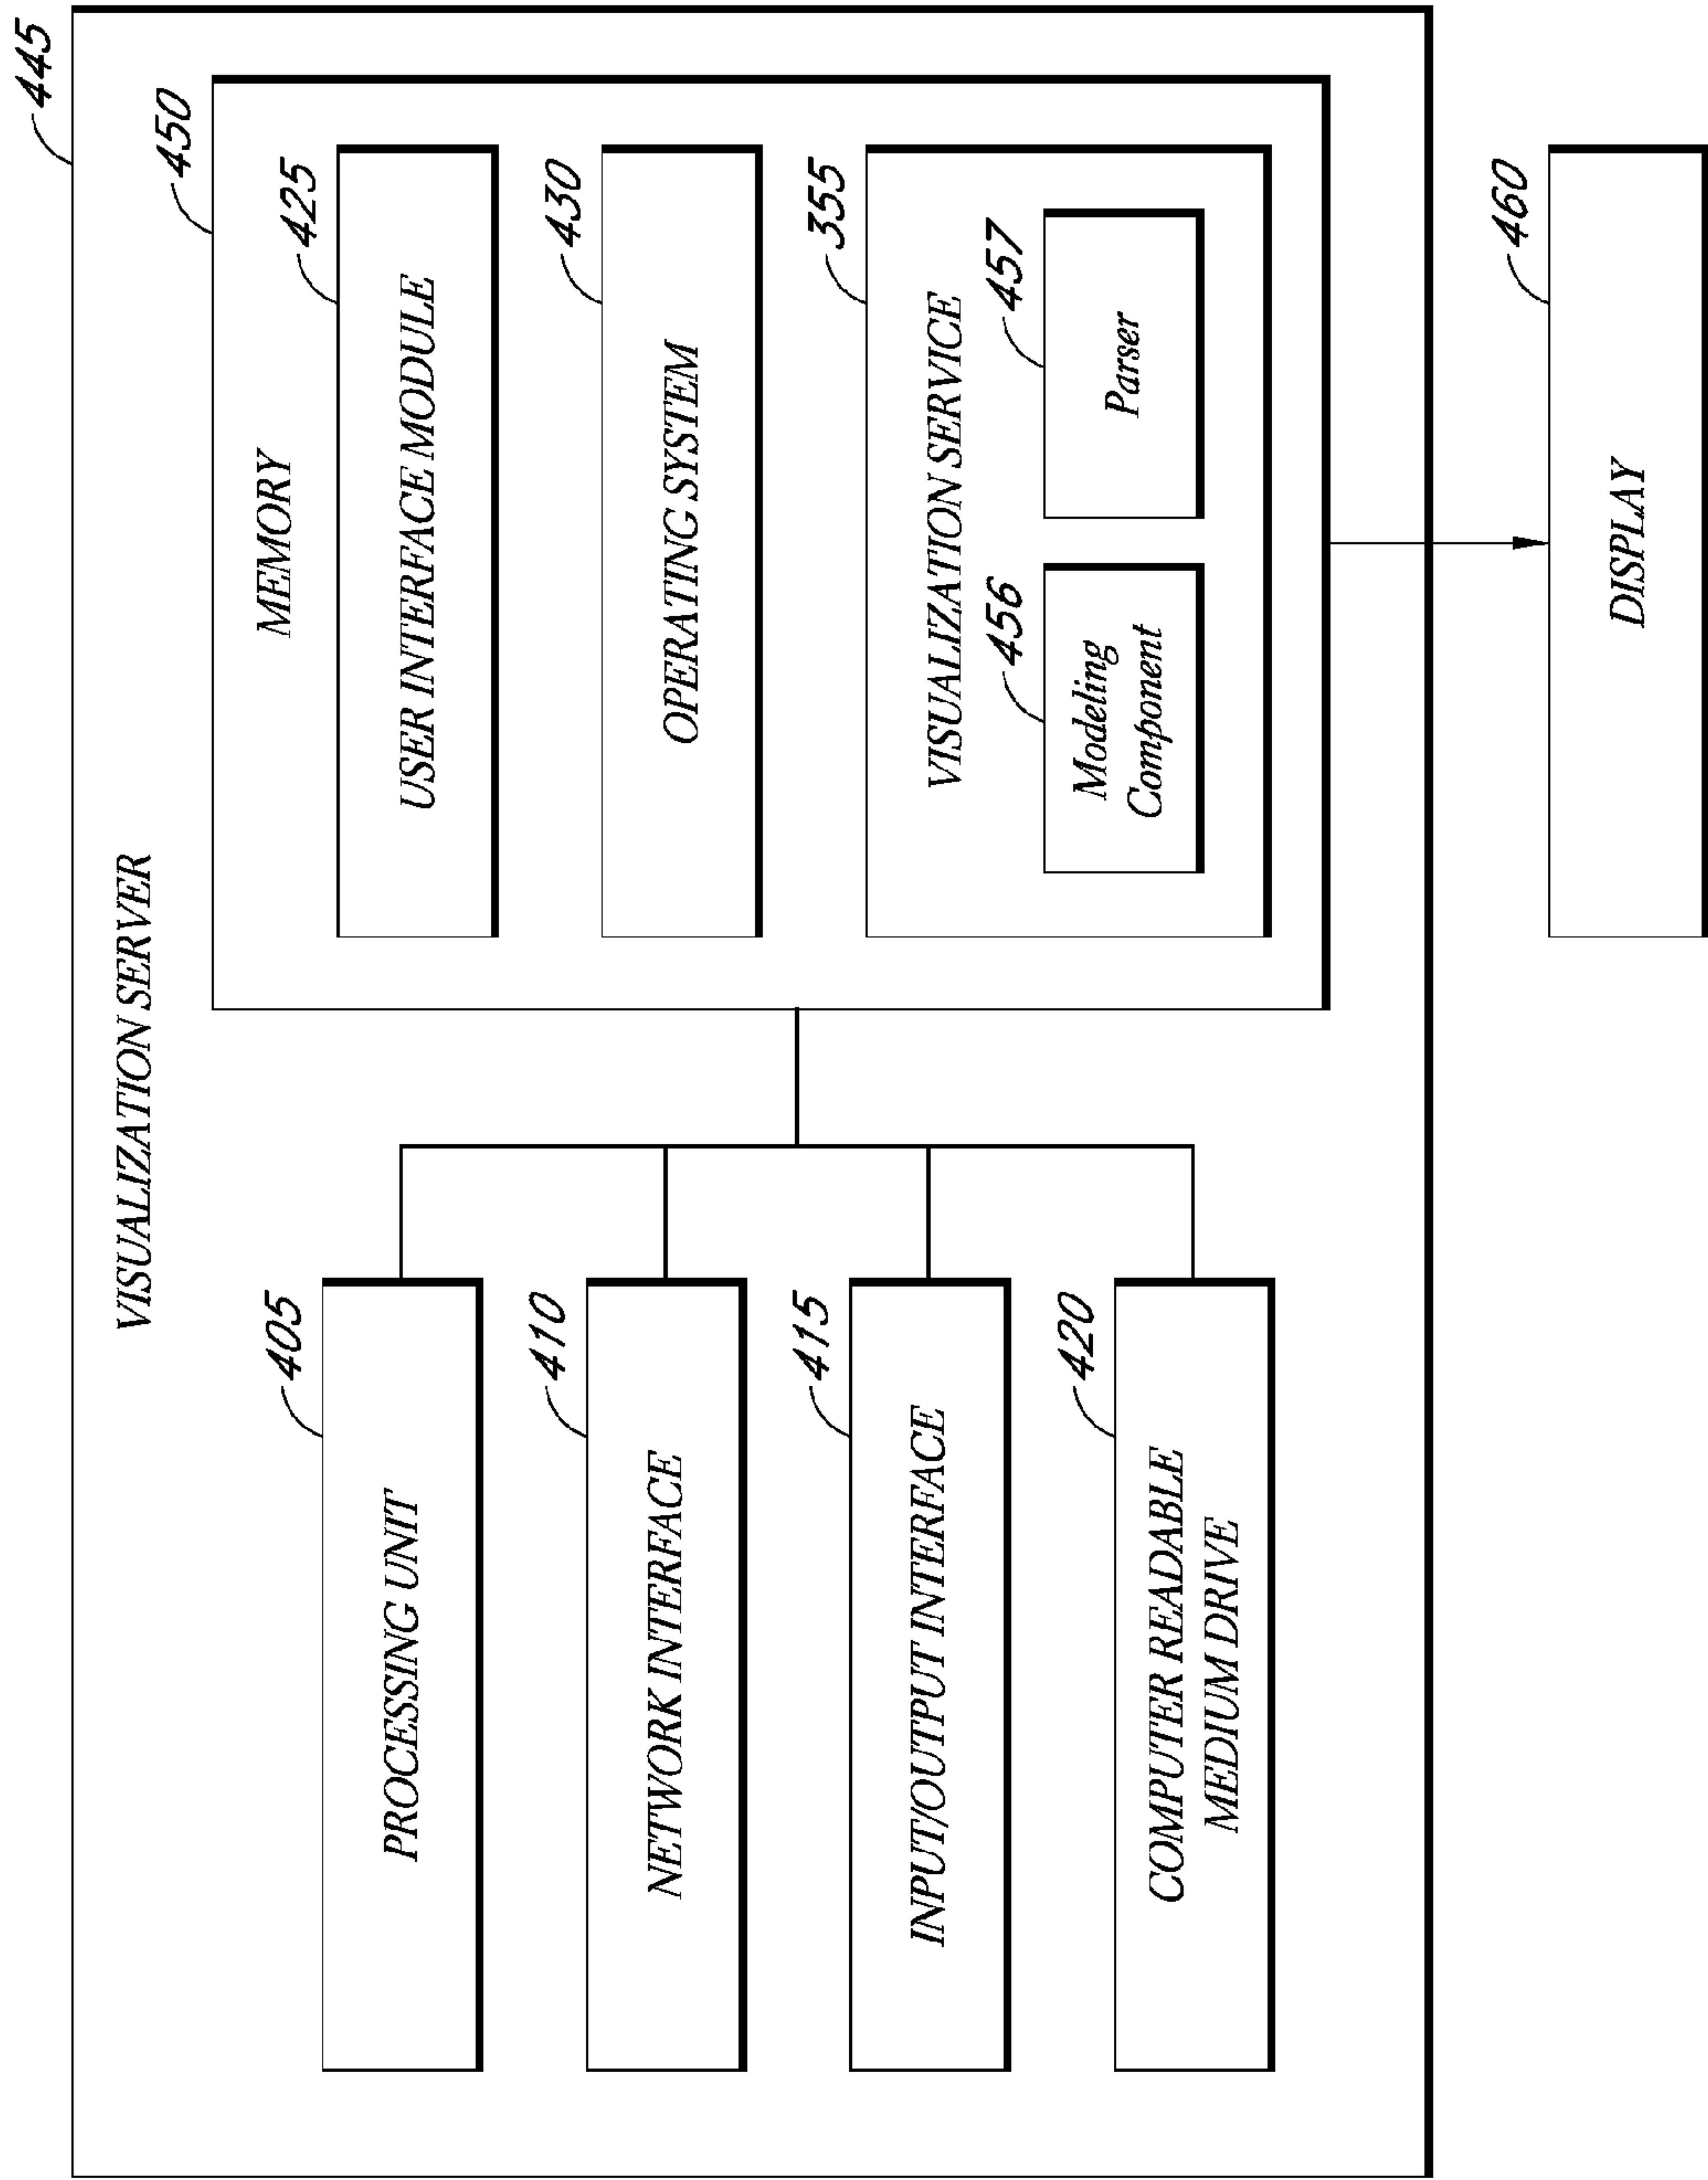 VISUALIZATION SERVER
445
405
PROCESSING UNIT
410
NETWORK INTERFACE
415
INPUT/OUTPUT INTERFACE
420
COMPUTER READABLE
MEDIUM DRIVE
450
MEMORY
425
USER INTERFACE MODULE
430
OPERATING SYSTEM
355
VISUALIZATION SERVICE
456
Modeling
Component
457
Parser
460
DISPLAY